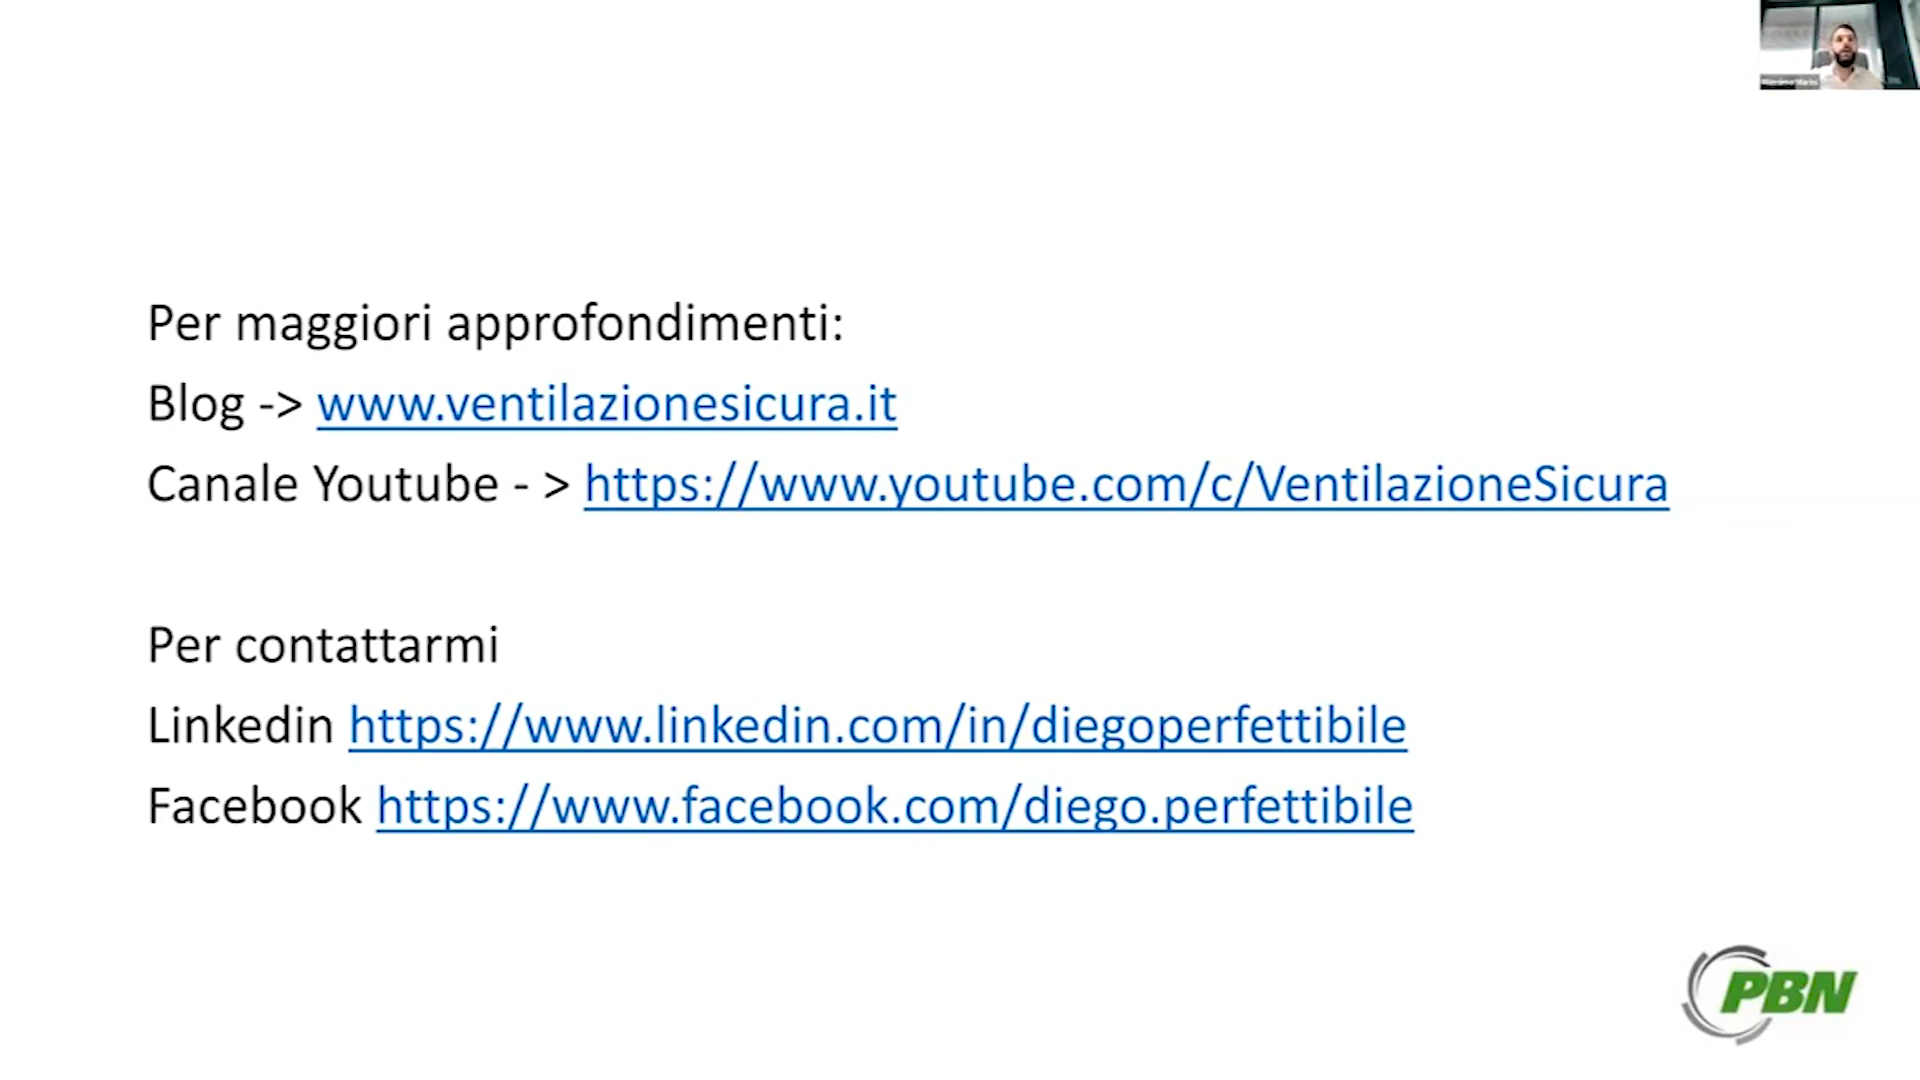 Per maggiori approfondimenti:
Blog -> www.ventilazionesicura.it
Canale Youtube - > https://www.youtube.com/c/VentilazioneSicura
Per contattarmi
Linkedin https://www.linkedin.com/in/diegoperfettibile
Facebook https://www.facebook.com/diego.perfettibile
PBN